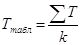 Tтабл = ∑T / k